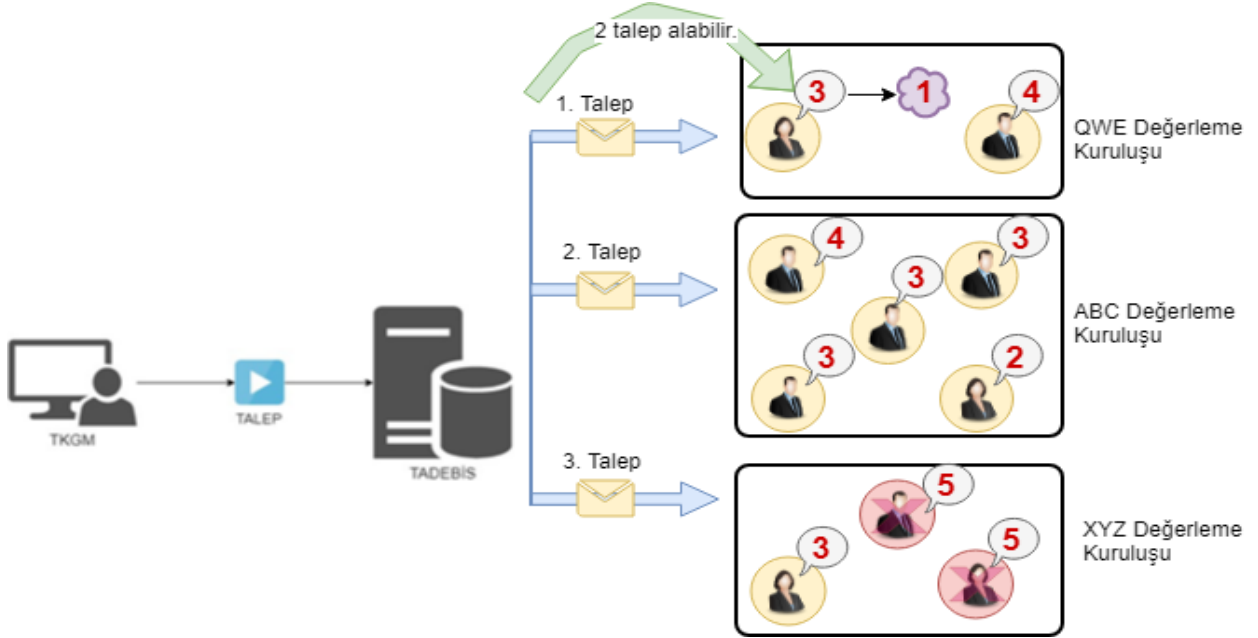 2 talep alabilir.
1. Talep
3
1
4
QWE Değerleme
Kuruluşu
2. Talep
4
3
3
3
2
ABC Değerleme
Kuruluşu
TKGM
TALEP
TADEBİS
3. Talep
5
3
5
XYZ Değerleme
Kuruluşu